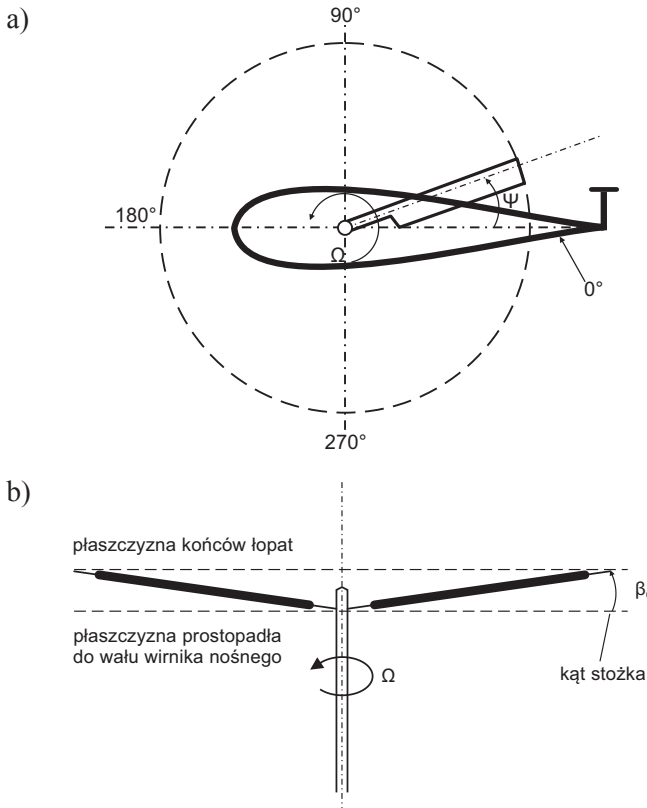 a)
90°
180°
Ψ
Ω
0°
270°
b)
płaszczyzna końców łopat
β
płaszczyzna prostopadła
do wału wirnika nośnego
Ω
kąt stożka